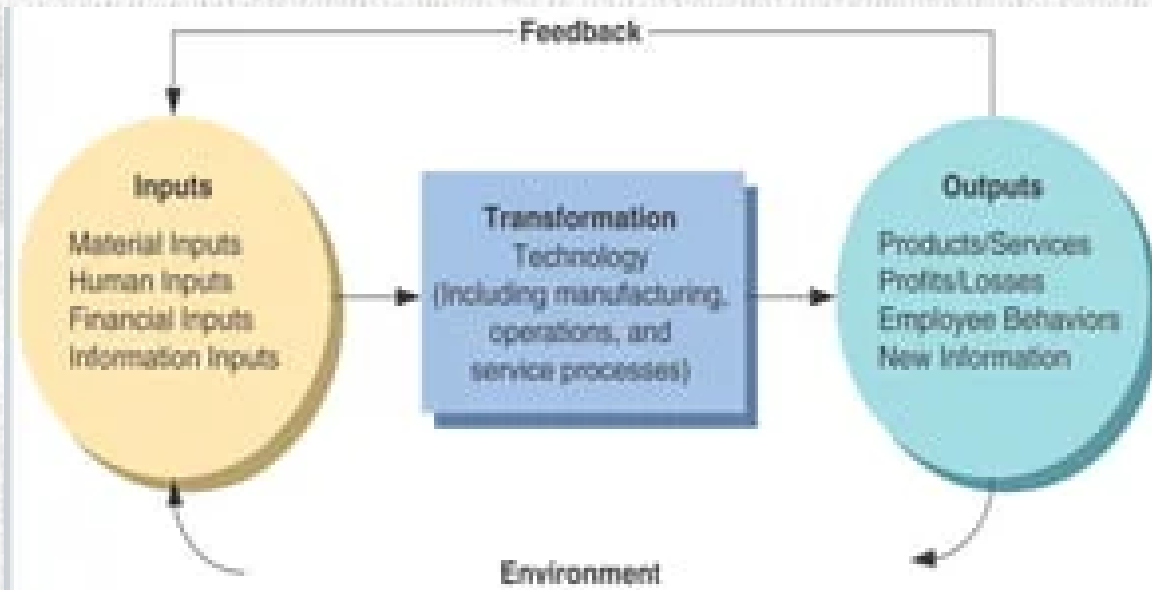 Feedback
Inputs
Material Inputs
Human Inputs
Financial Inputs
Information Inputs
Transformation
Technology
(Including manufacturing,
operations, and
service processes)
Outputs
Products/Services
Profits/Losses
Employee Behaviors
New Information
Environment